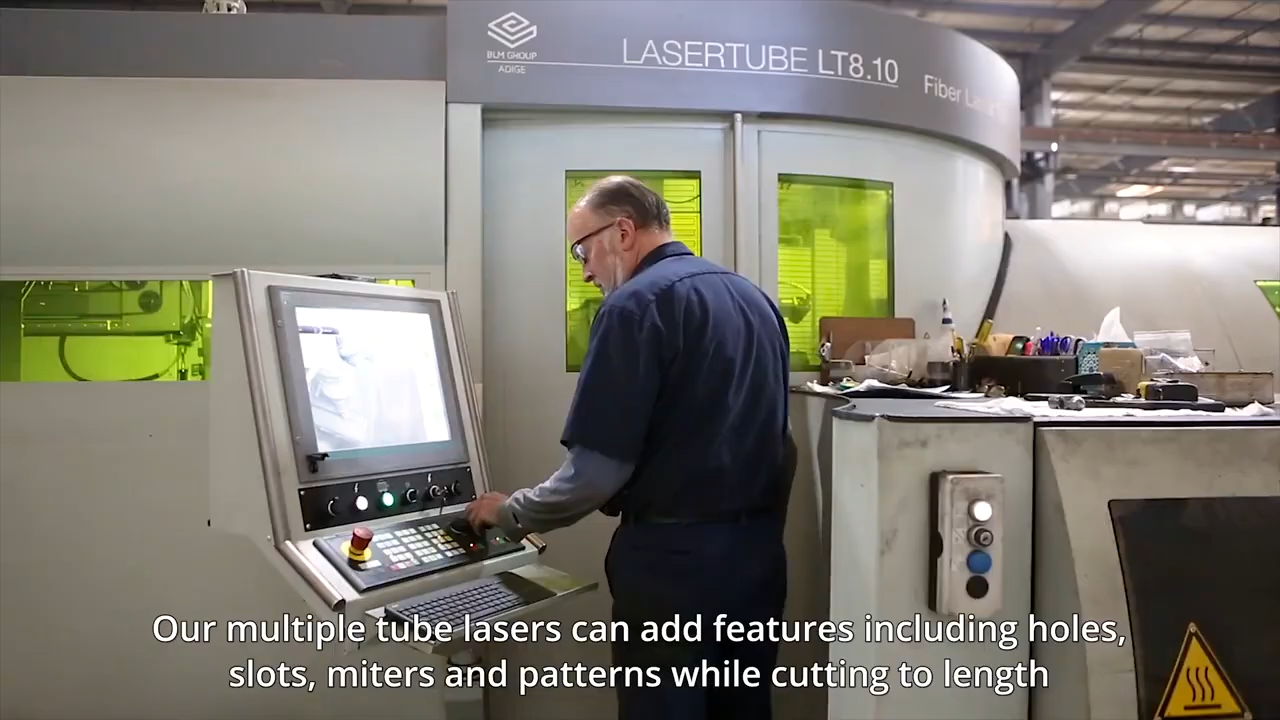 BLM GROUP
ADIGE
LASERTUBE LT8.10
Fiber Laser
Our multiple tube lasers can add features including holes,
slots, miters and patterns while cutting to length